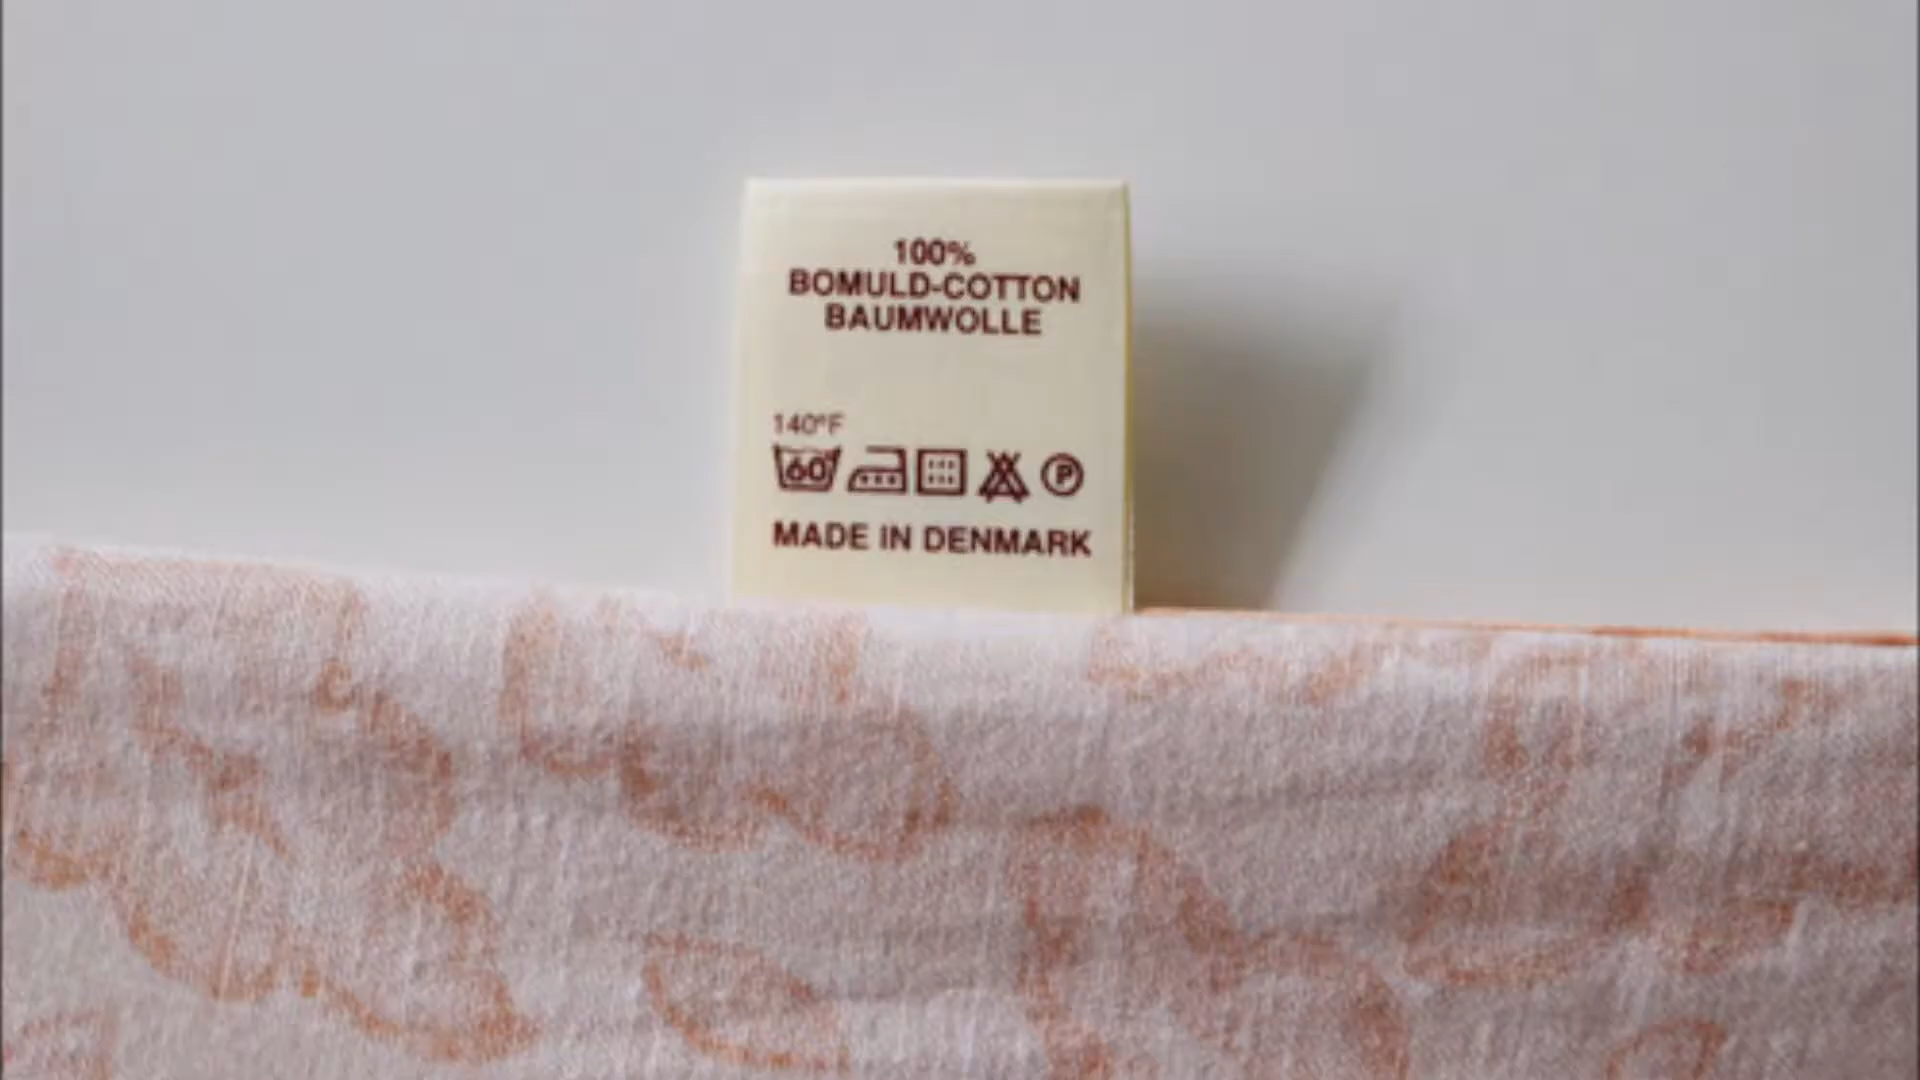 100%
BOMULD-COTTON
BAUMWOLLE
140°F
60 P
MADE IN DENMARK